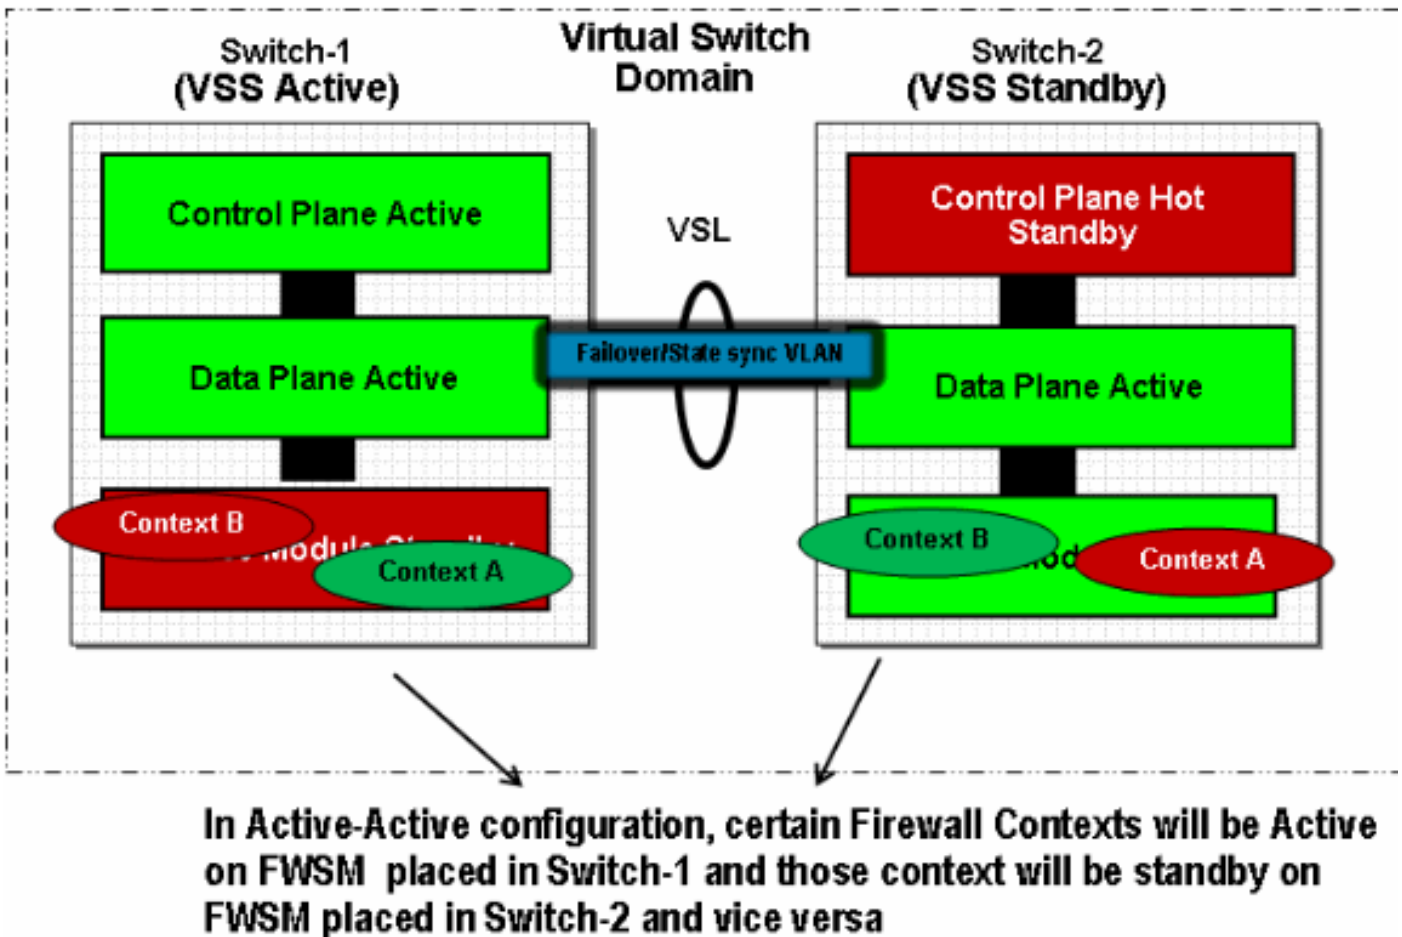 Virtual Switch
Domain
Switch-1
(VSS Active)
Switch-2
(VSS Standby)
Control Plane Active
Control Plane Hot
Standby
VSL
Failover/State sync VLAN
Data Plane Active
Data Plane Active
Context B
Module
Context A
Context B
Context A
In Active-Active configuration, certain Firewall Contexts will be Active
on FWSM placed in Switch-1 and those context will be standby on
FWSM placed in Switch-2 and vice versa